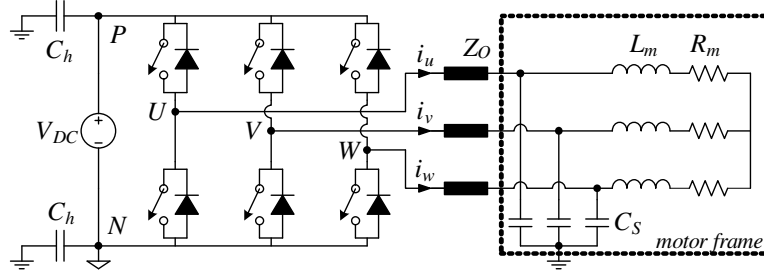 C_h
P
i_u
Z_O
L_m
R_m
U
V_DC
+
−
V
i_v
W
i_w
C_h
N
C_S
motor frame